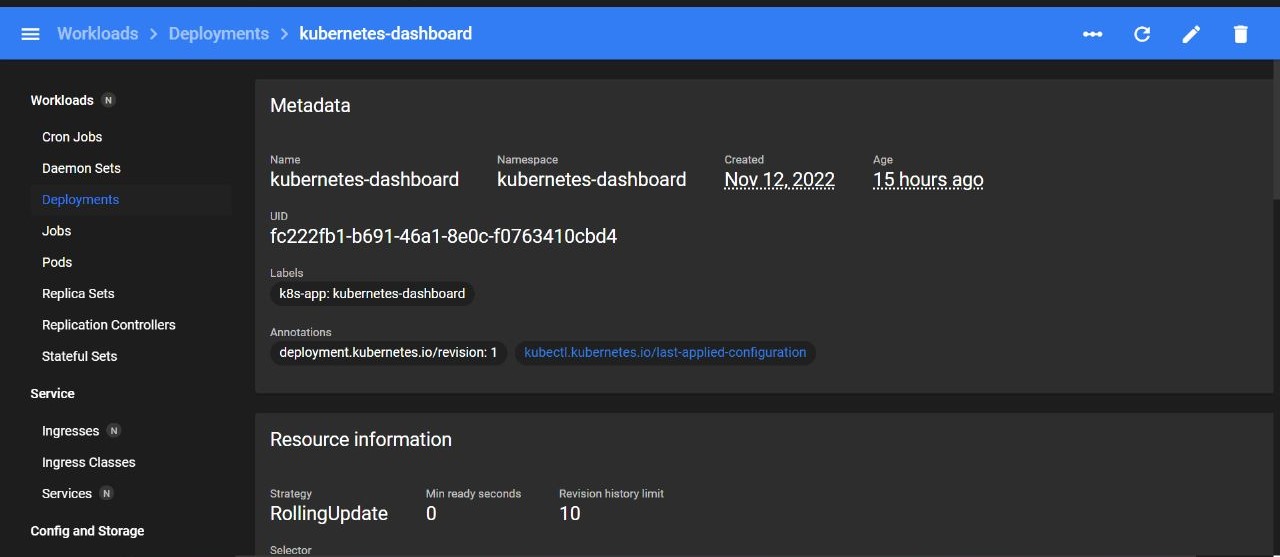 Workloads > Deployments > kubernetes-dashboard
Workloads N
Cron Jobs
Daemon Sets
Deployments
Jobs
Pods
Replica Sets
Replication Controllers
Stateful Sets
Service
Ingresses N
Ingress Classes
Services N
Config and Storage
Metadata
Name Namespace Created Age
kubernetes-dashboard kubernetes-dashboard Nov 12, 2022 15 hours ago
UID
fc222fb1-b691-46a1-8e0c-f0763410cbd4
Labels
k8s-app: kubernetes-dashboard
Annotations
deployment.kubernetes.io/revision: 1 kubectl.kubernetes.io/last-applied-configuration
Resource information
Strategy Min ready seconds Revision history limit
RollingUpdate 0 10
Selector